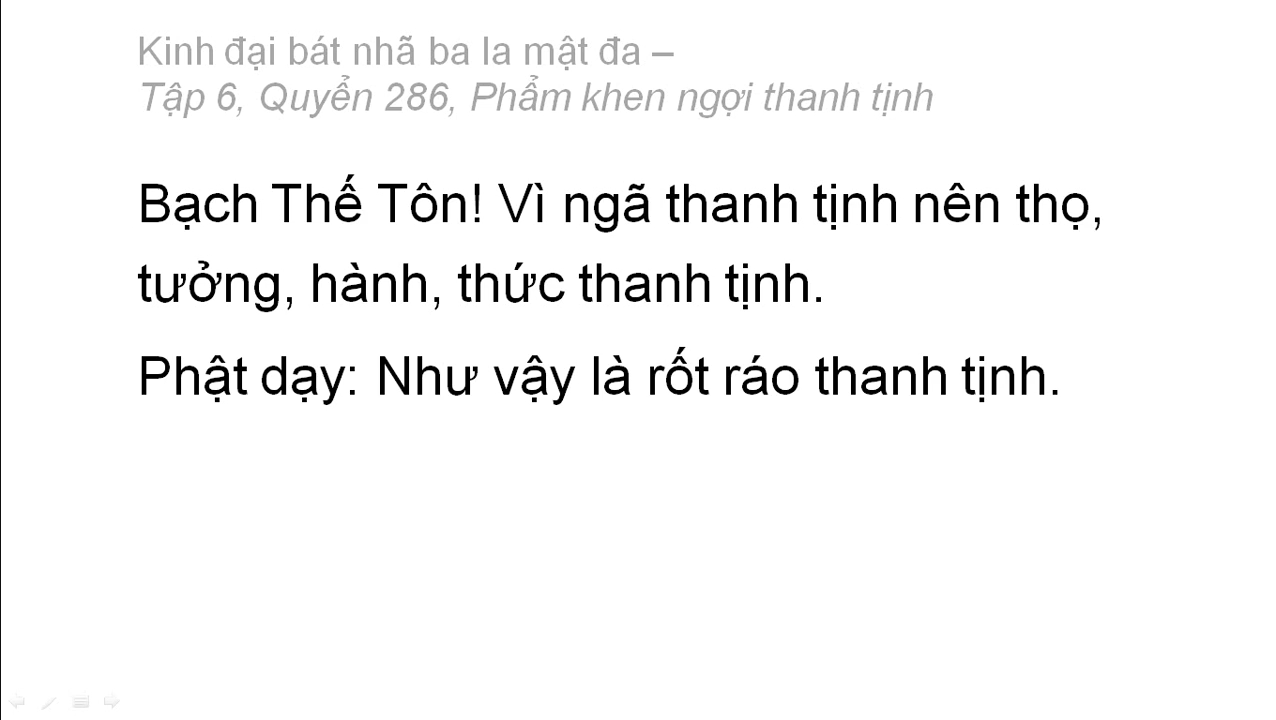 Kinh đại bát nhã ba la mật đa –
Tập 6, Quyển 286, Phẩm khen ngợi thanh tịnh
Bạch Thế Tôn! Vì ngã thanh tịnh nên thọ,
tưởng, hành, thức thanh tịnh.
Phật dạy: Như vậy là rốt ráo thanh tịnh.